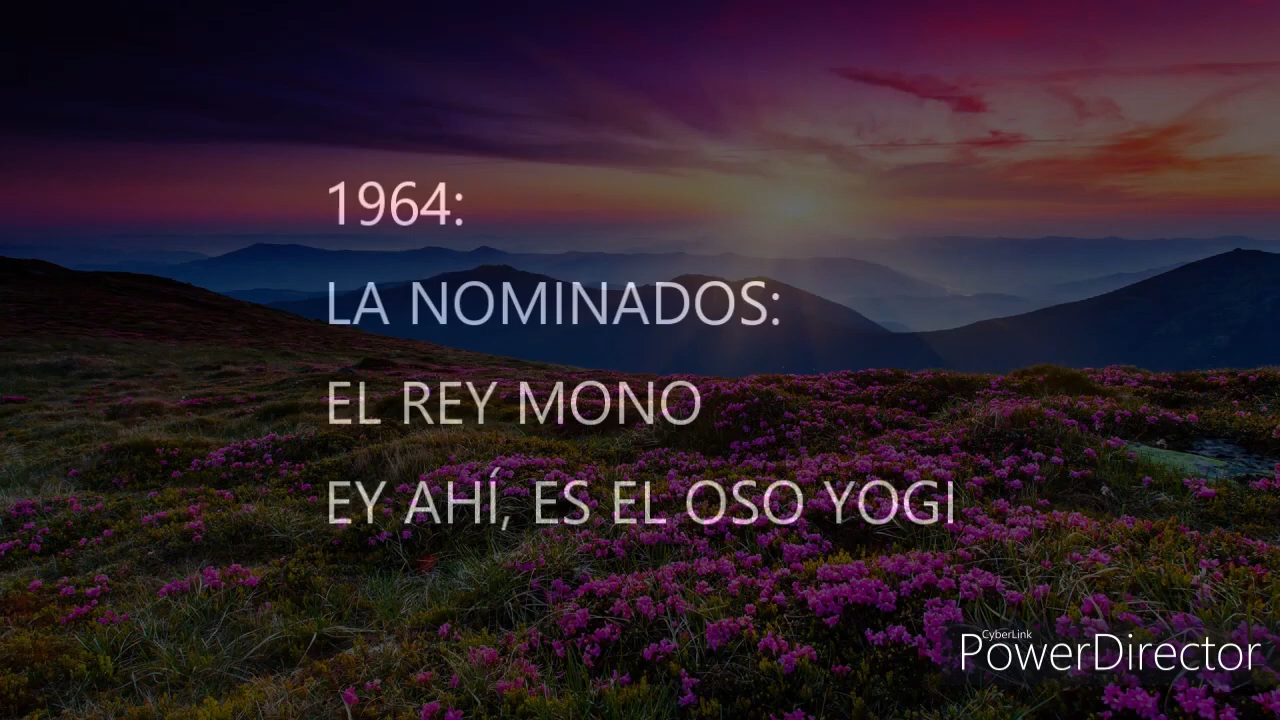 1964:
LA NOMINADOS:
EL REY MONO
EY AHÍ, ES EL OSO YOGI
CyberLink
PowerDirector